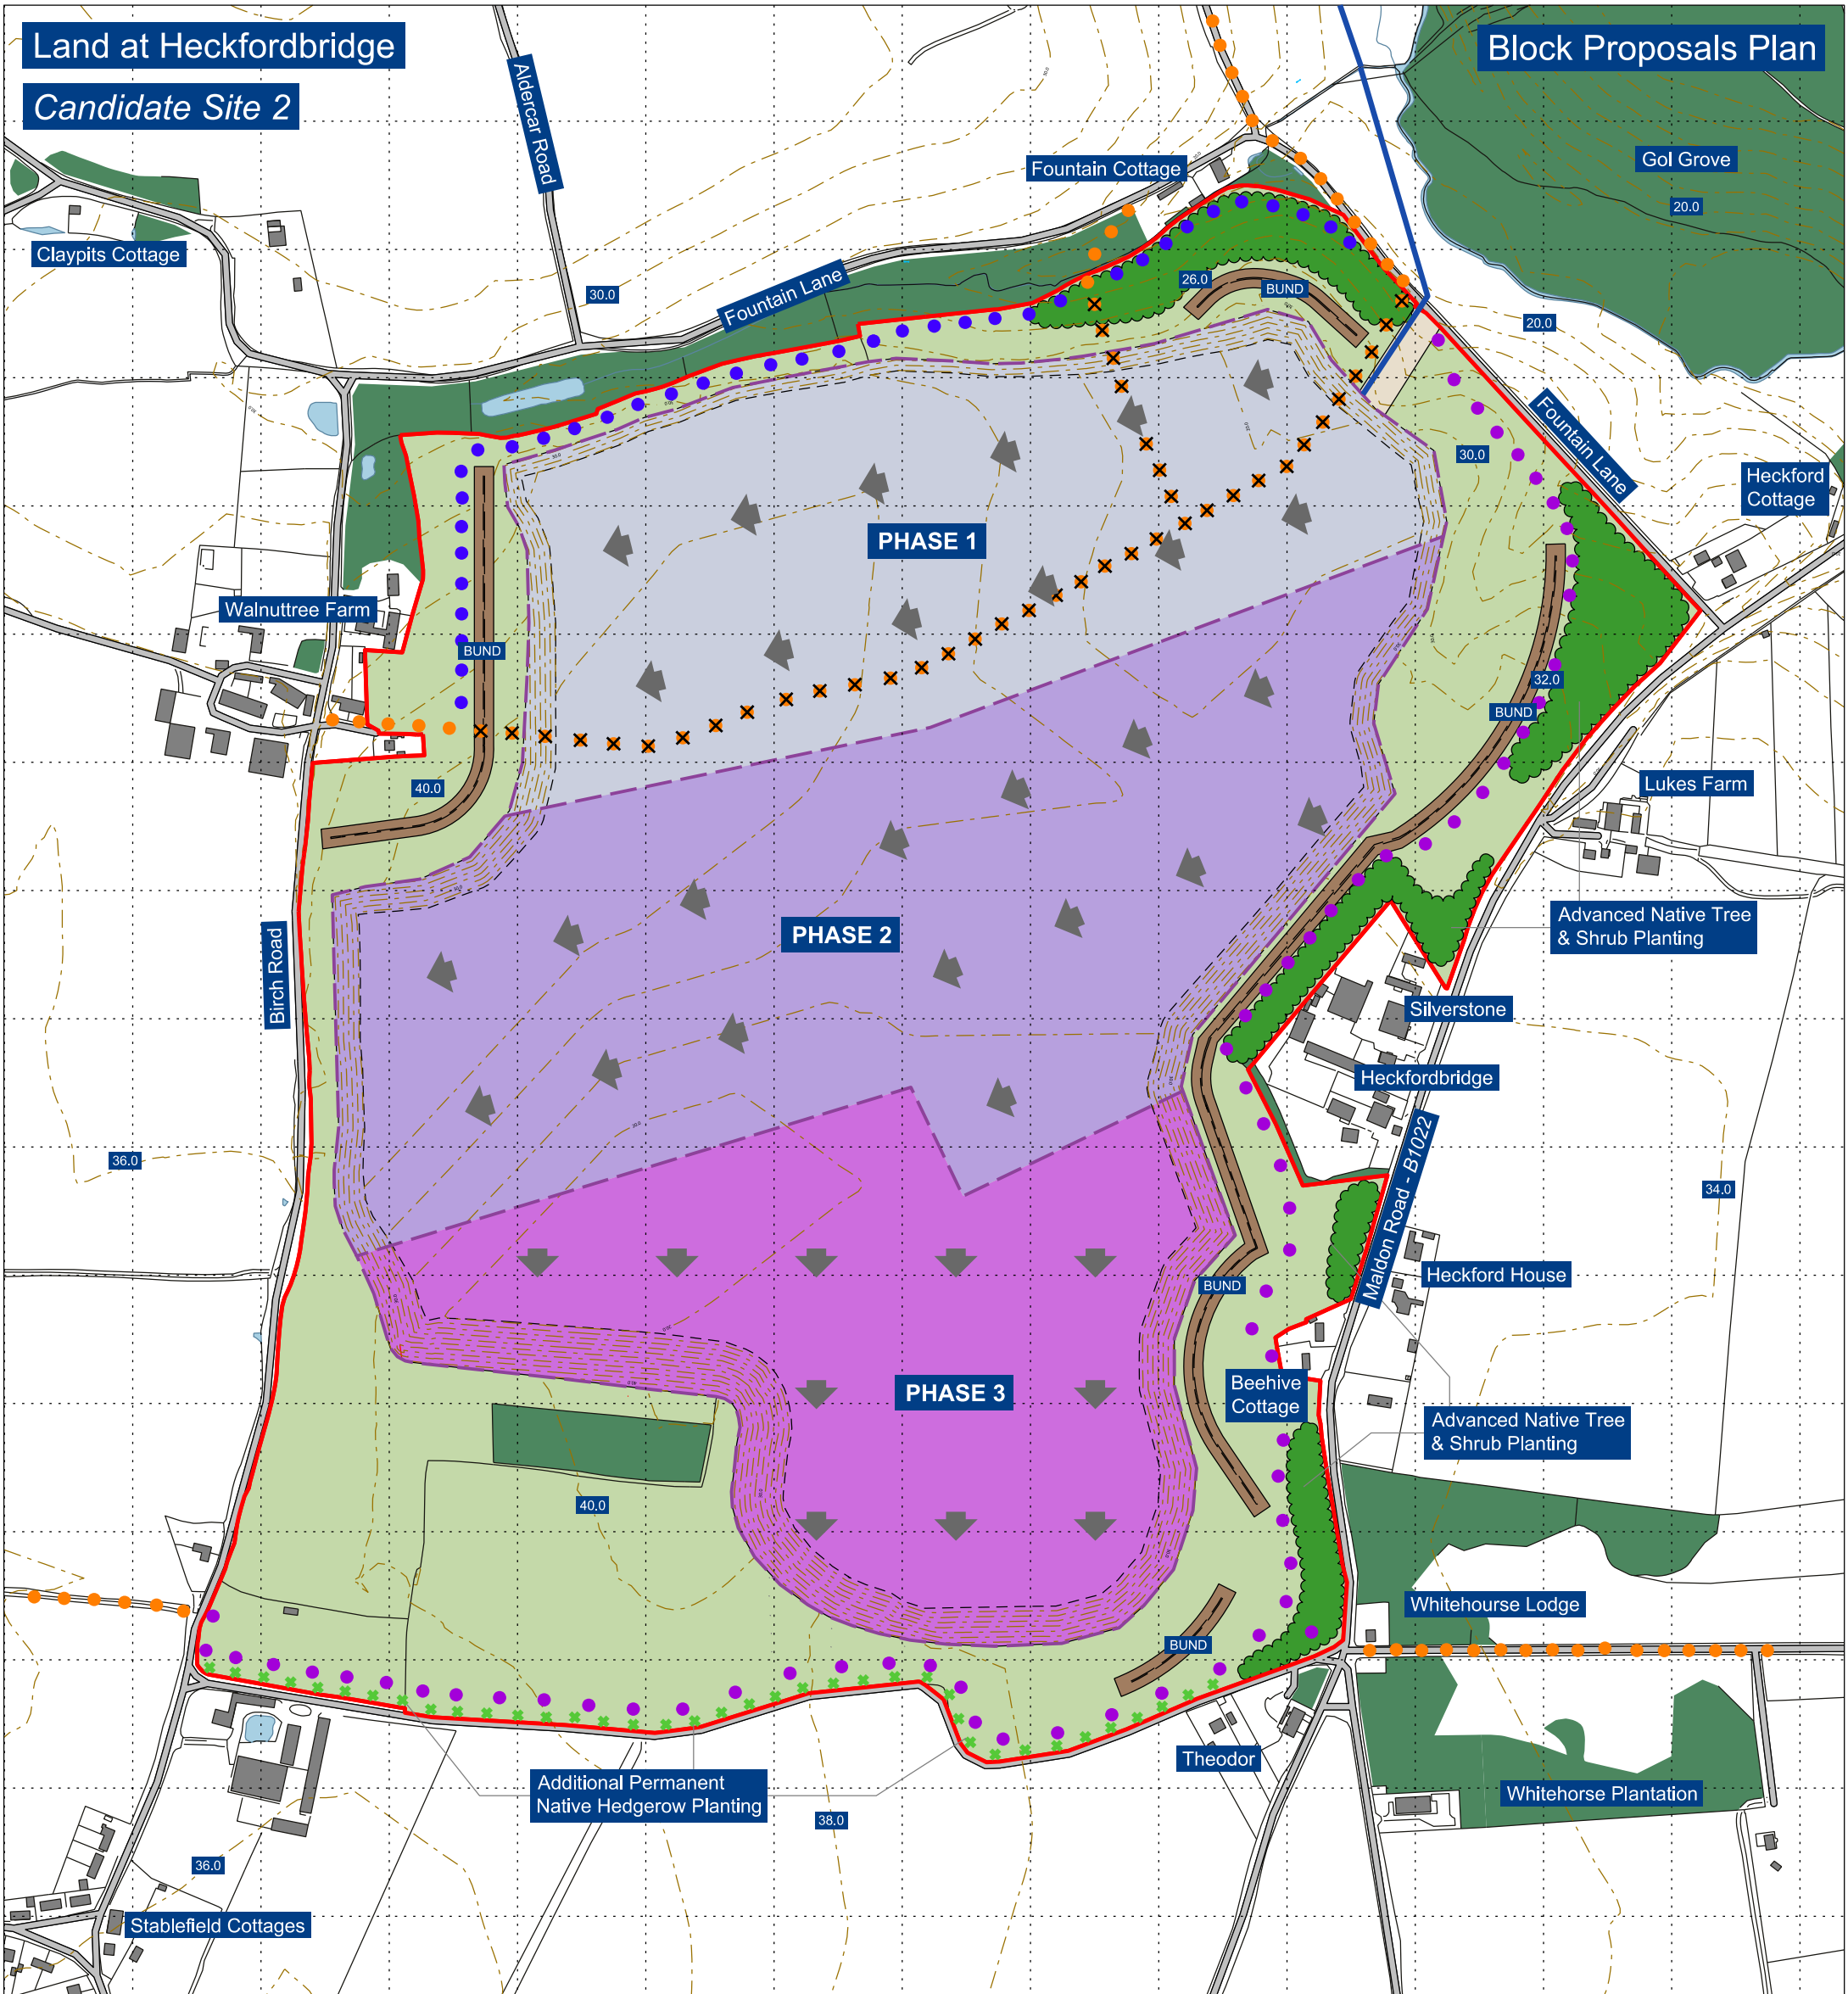 Land at Heckfordbridge
Block Proposals Plan
Candidate Site 2
Aldercar Road
Gol Grove
Fountain Cottage
20.0
Claypits Cottage
26.0
BUND
30.0
Fountain Lane
20.0
Fountain Lane
30.0
Heckford
Cottage
PHASE 1
Walnuttree Farm
BUND
32.0
BUND
40.0
Lukes Farm
Advanced Native Tree
& Shrub Planting
PHASE 2
Birch Road
Silverstone
Heckfordbridge
36.0
34.0
Maldon Road - B1022
Heckford House
BUND
PHASE 3
Beehive
Cottage
Advanced Native Tree
& Shrub Planting
40.0
Whitehourse Lodge
BUND
Theodor
Additional Permanent
Native Hedgerow Planting
Whitehorse Plantation
38.0
36.0
Stablefield Cottages